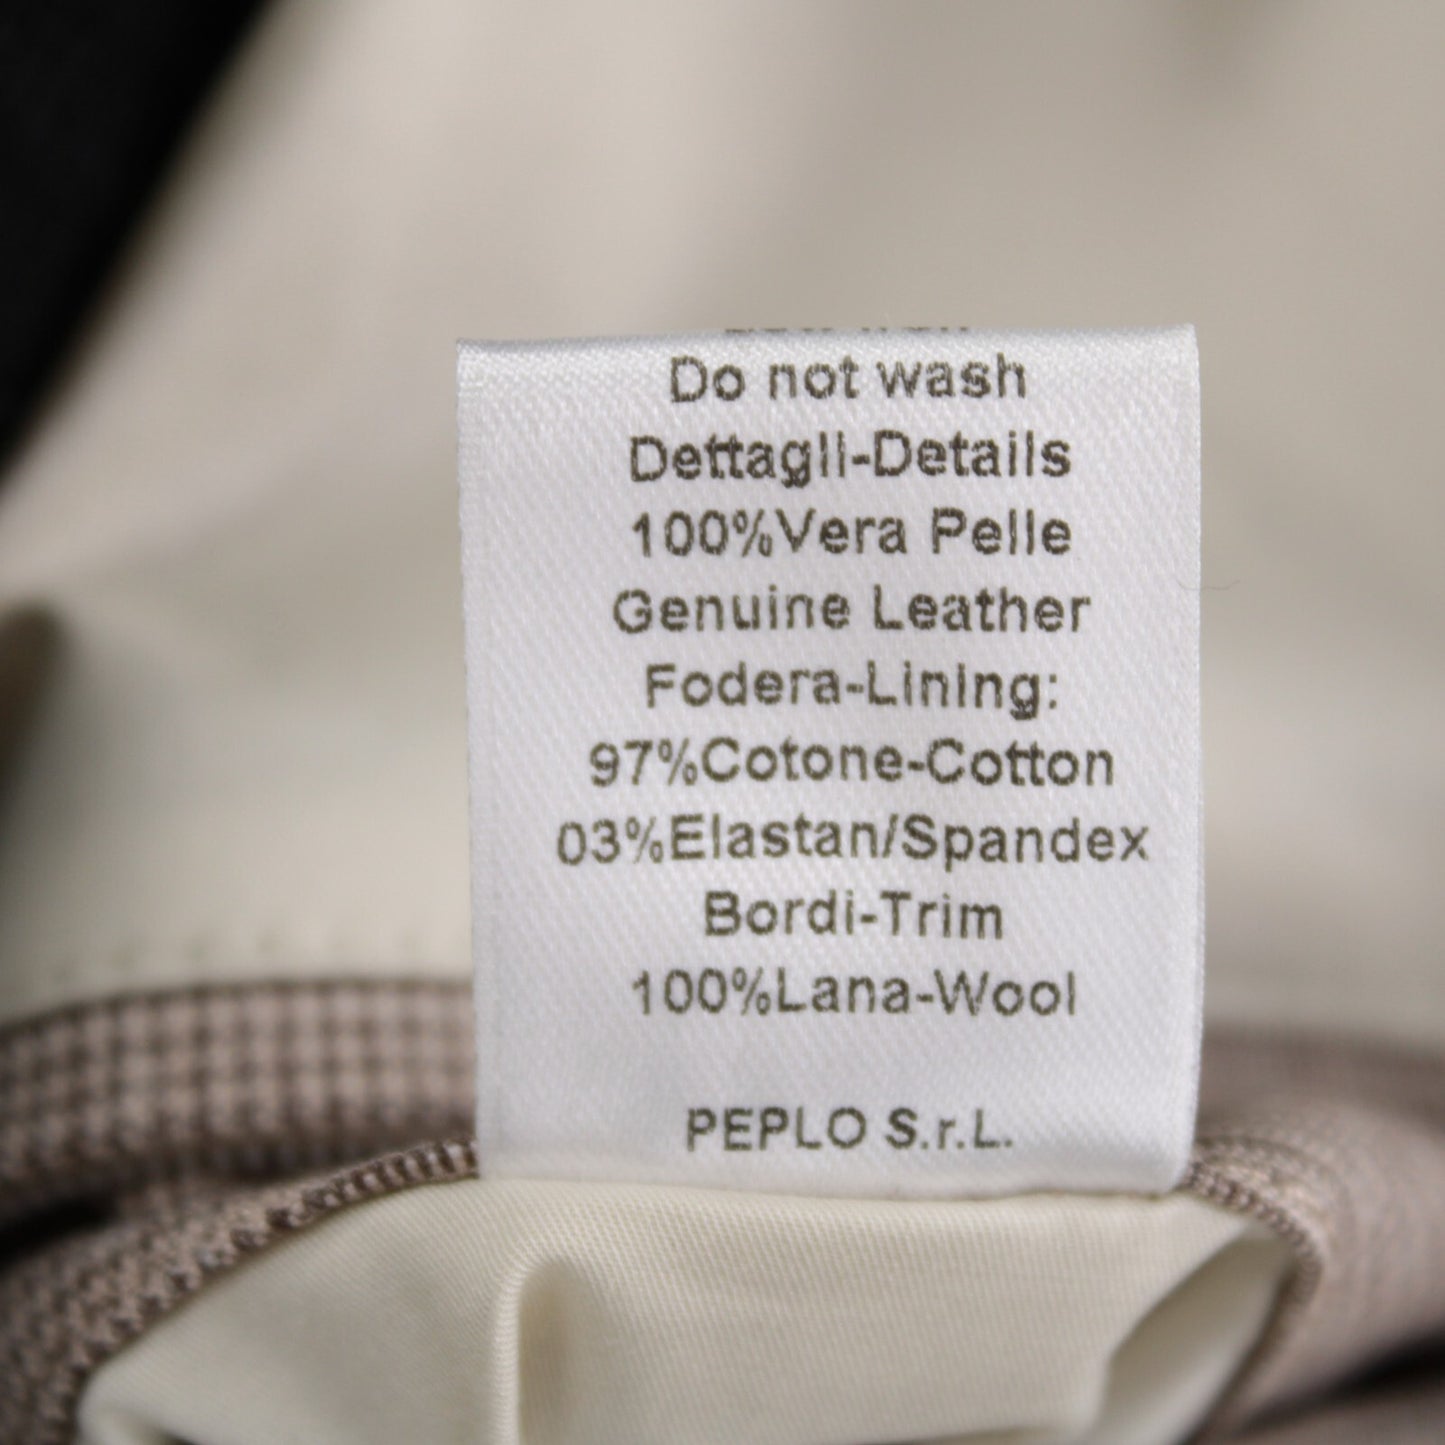 Do not wash
Dettagli-Details
100%Vera Pelle
Genuine Leather
Fodera-Lining:
97%Cotone-Cotton
03%Elastan/Spandex
Bordi-Trim
100%Lana-Wool
PEPLO S.r.L.